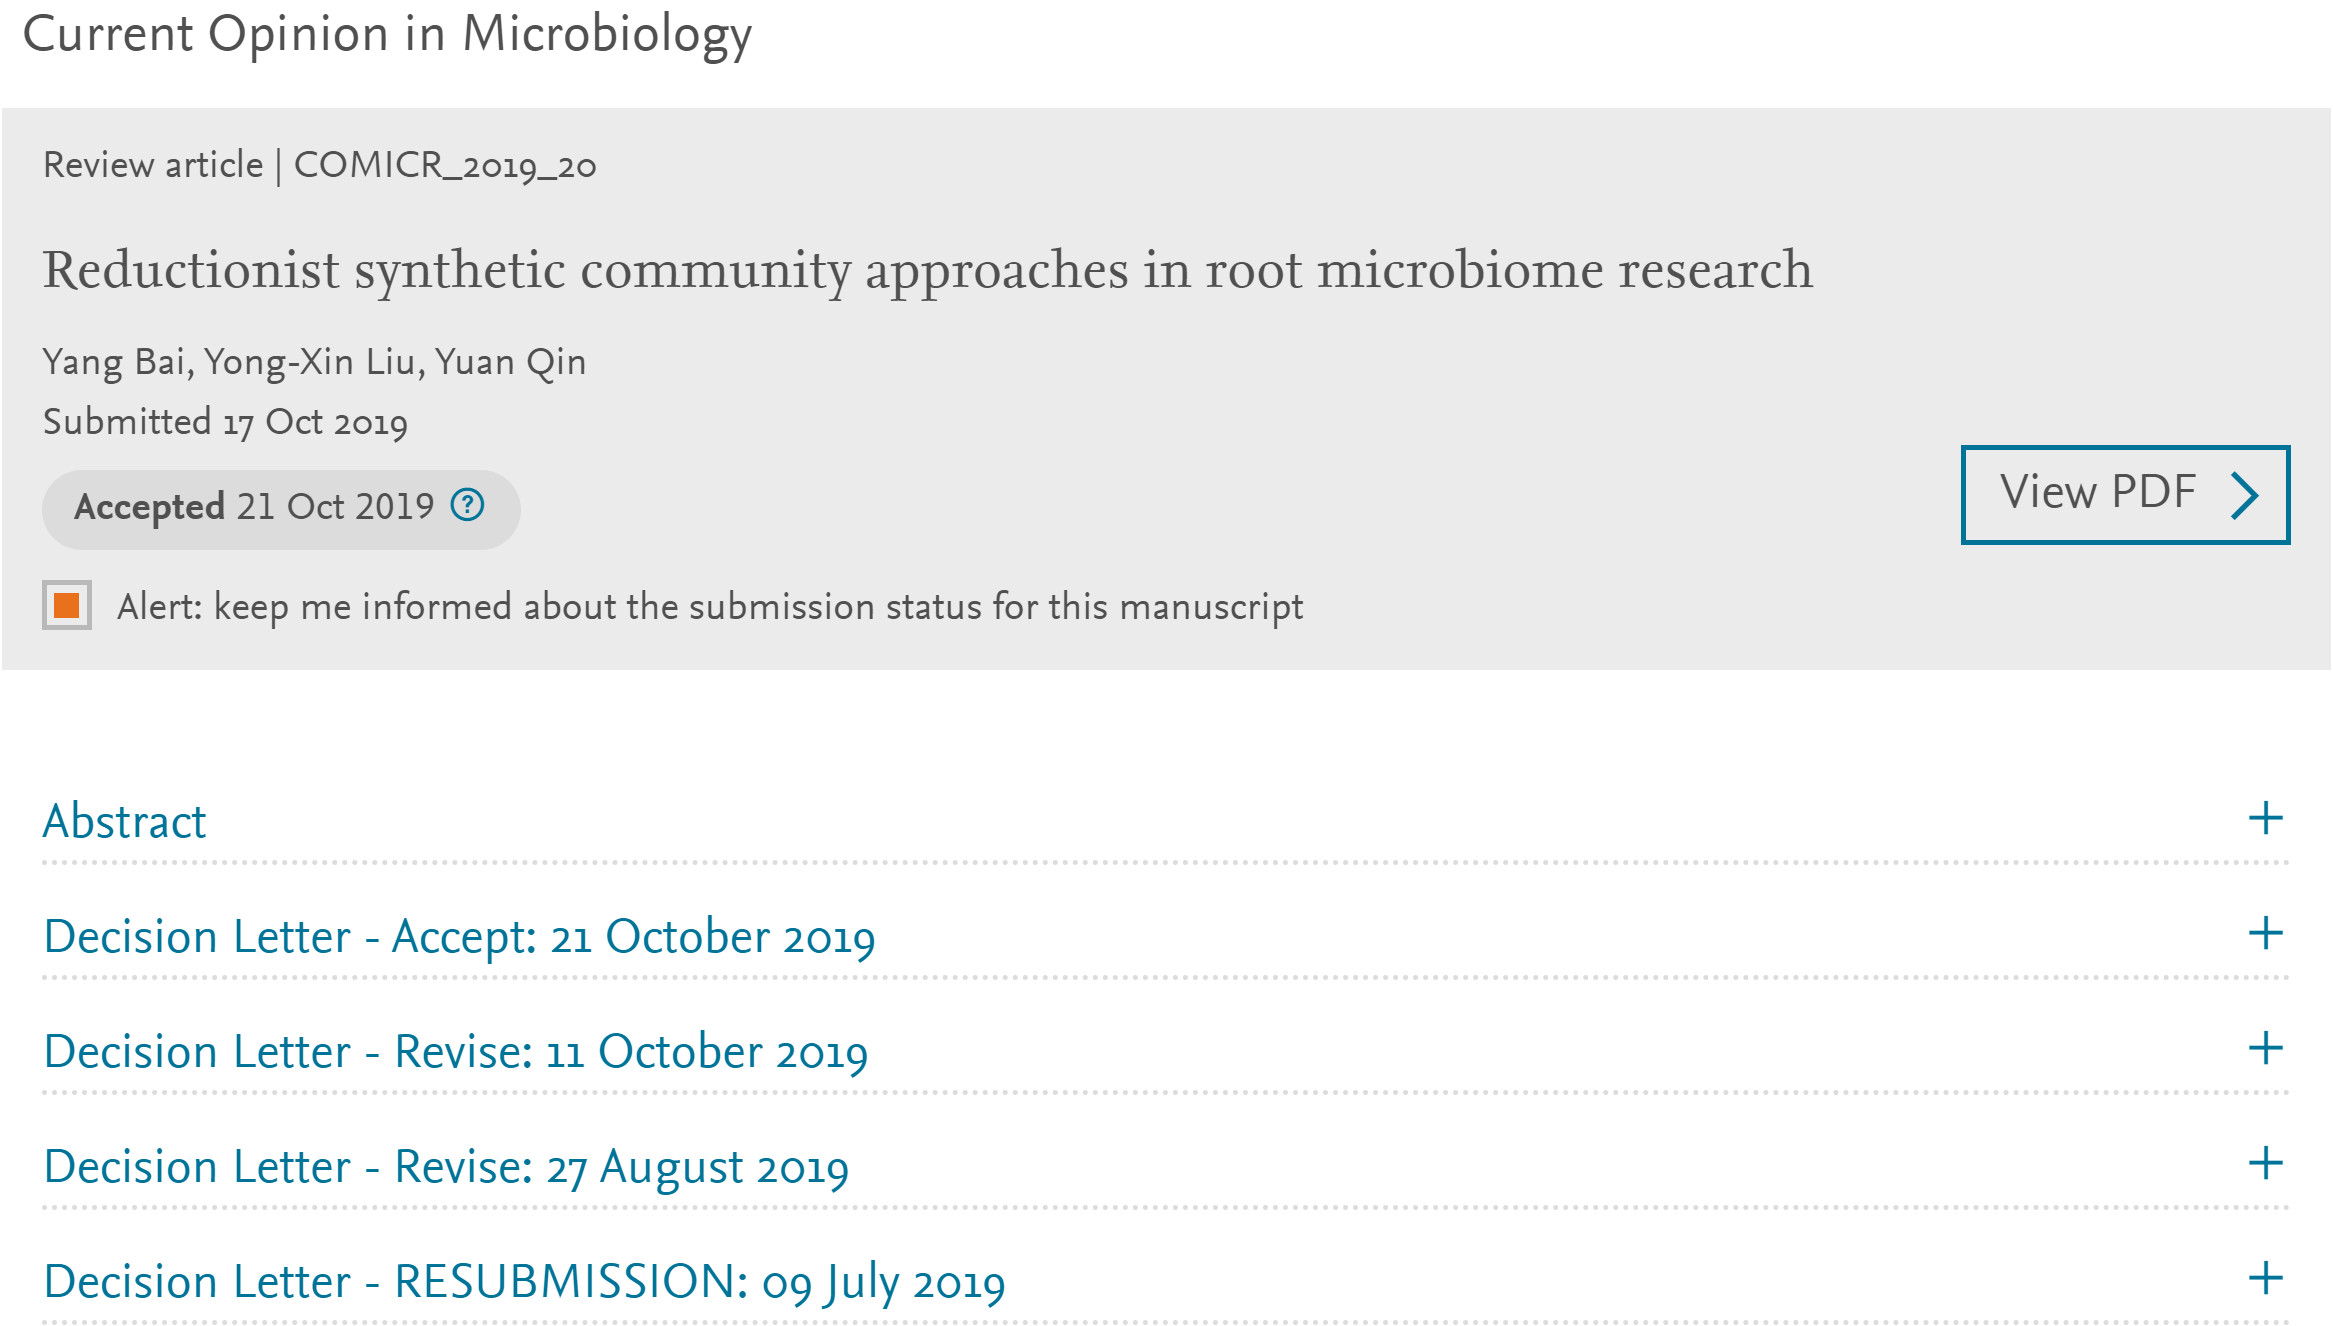 Current Opinion in Microbiology
Review article | COMICR_2019_20
Reductionist synthetic community approaches in root microbiome research
Yang Bai, Yong-Xin Liu, Yuan Qin
Submitted 17 Oct 2019
Accepted 21 Oct 2019 ?
View PDF
Alert: keep me informed about the submission status for this manuscript
Abstract
Decision Letter - Accept: 21 October 2019
Decision Letter - Revise: 11 October 2019
Decision Letter - Revise: 27 August 2019
Decision Letter - RESUBMISSION: 09 July 2019